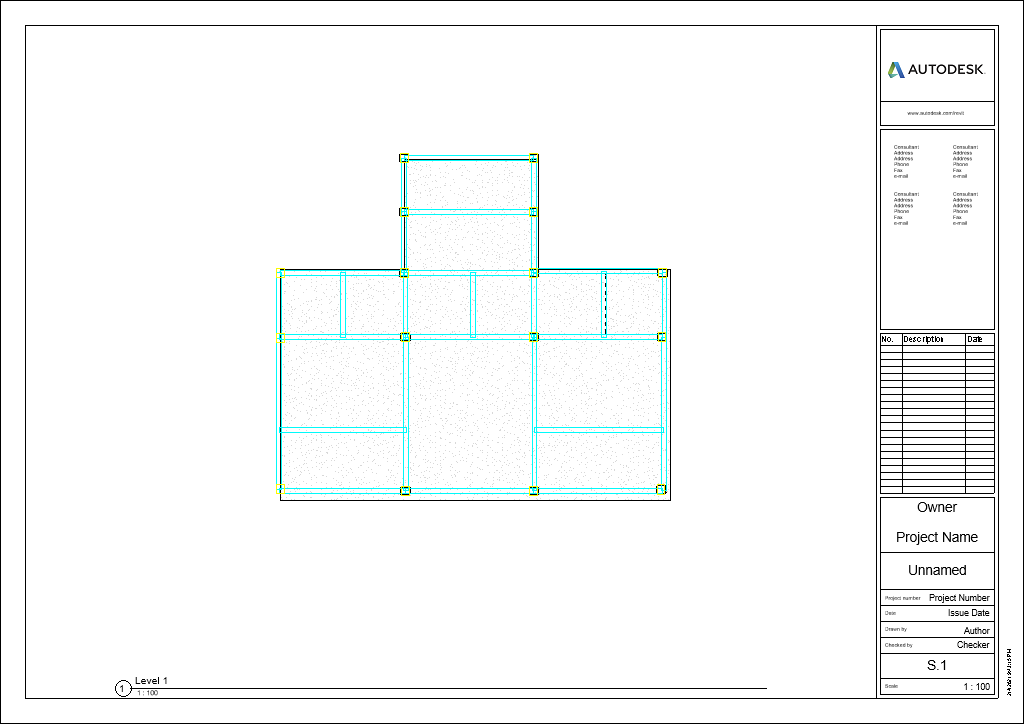 AUTODESK
www.autodesk.com/revit
Consultant
Address
Address
Phone
Fax
e-mail
Consultant
Address
Address
Phone
Fax
e-mail
Consultant
Address
Address
Phone
Fax
e-mail
Consultant
Address
Address
Phone
Fax
e-mail
No. Description Date
Owner
Project Name
Unnamed
Project number Project Number
Date Issue Date
Drawn by Author
Checked by Checker
S.1
Scale 1 : 100
1 Level 1
1 : 100